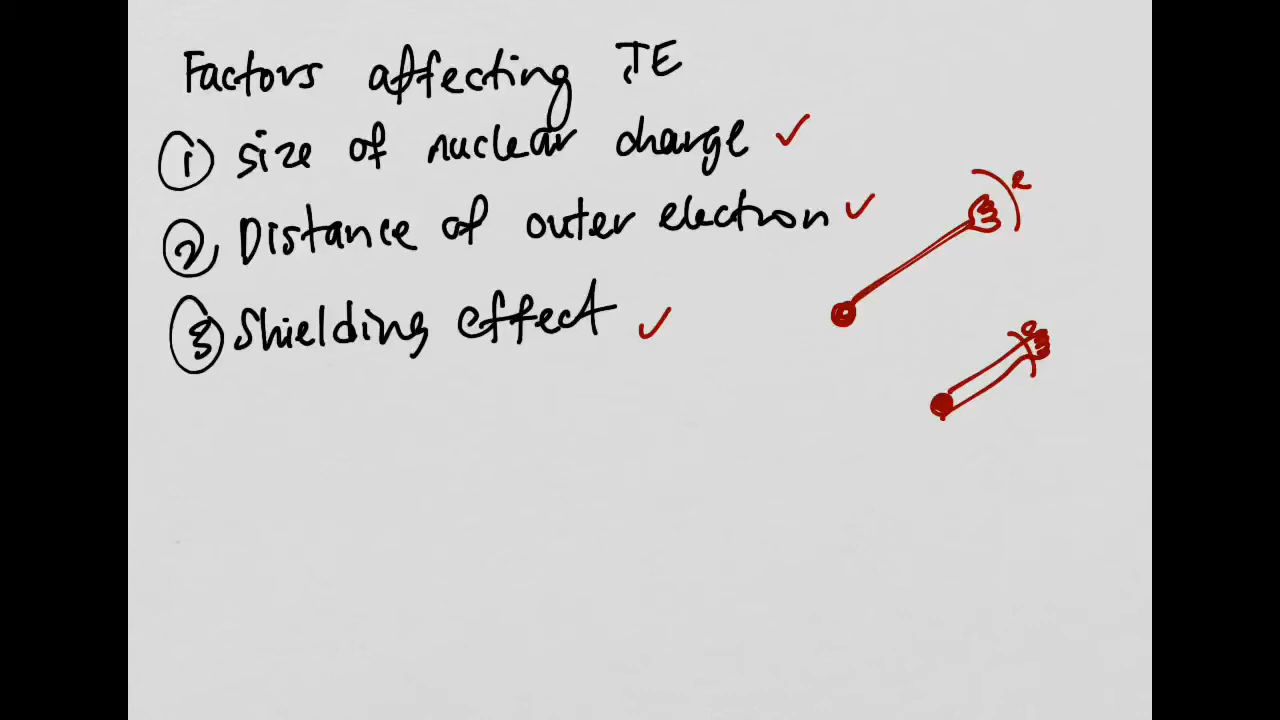 Factors affecting IE
① size of nuclear charge ✓
② Distance of outer electron ✓
③ Shielding effect ✓